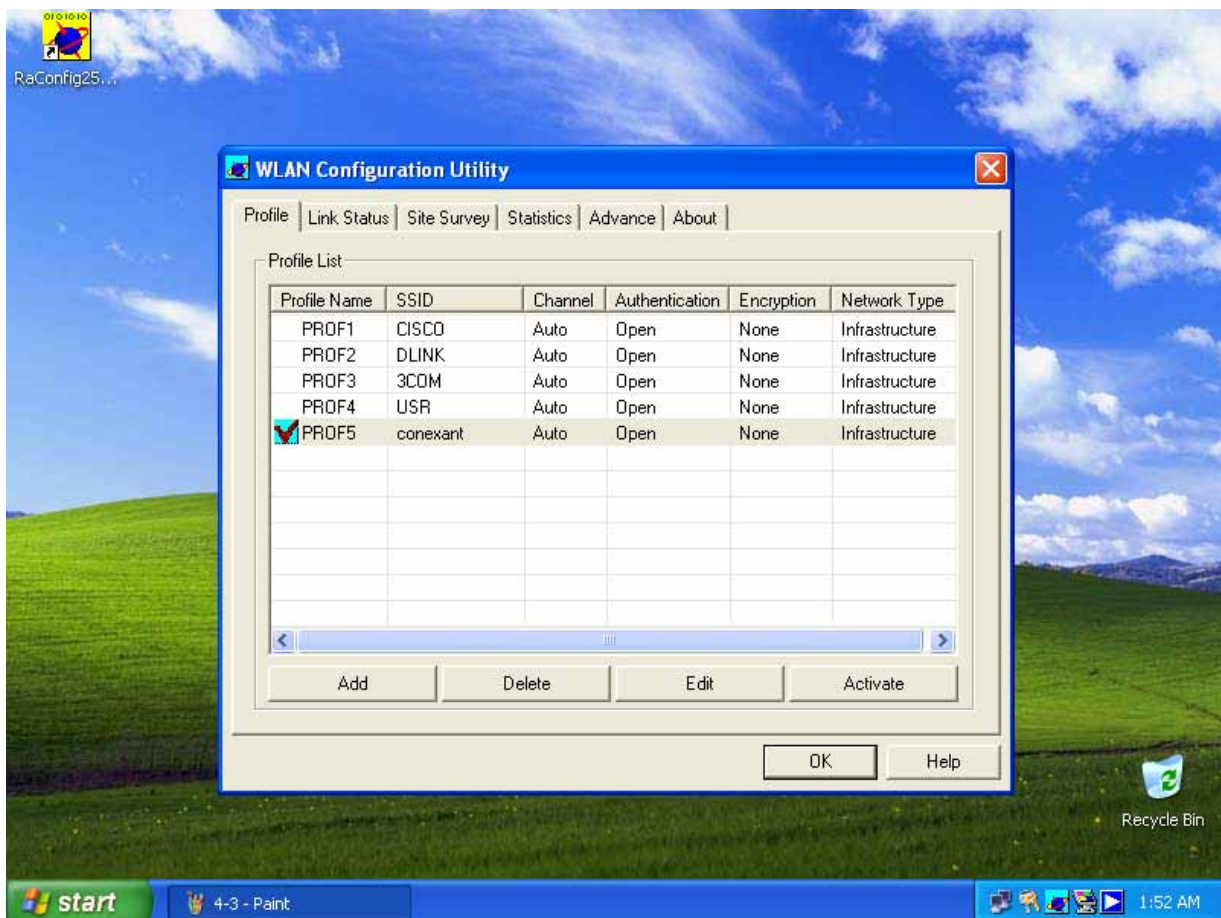 0101010
RaConfig25...
WLAN Configuration Utility
Profile Link Status Site Survey Statistics Advance About
Profile List
Profile Name SSID Channel Authentication Encryption Network Type
PROF1 CISCO Auto Open None Infrastructure
PROF2 DLINK Auto Open None Infrastructure
PROF3 3COM Auto Open None Infrastructure
PROF4 USR Auto Open None Infrastructure
PROF5 conexant Auto Open None Infrastructure
Add Delete Edit Activate
OK Help
Recycle Bin
start 4-3 - Paint 1:52 AM